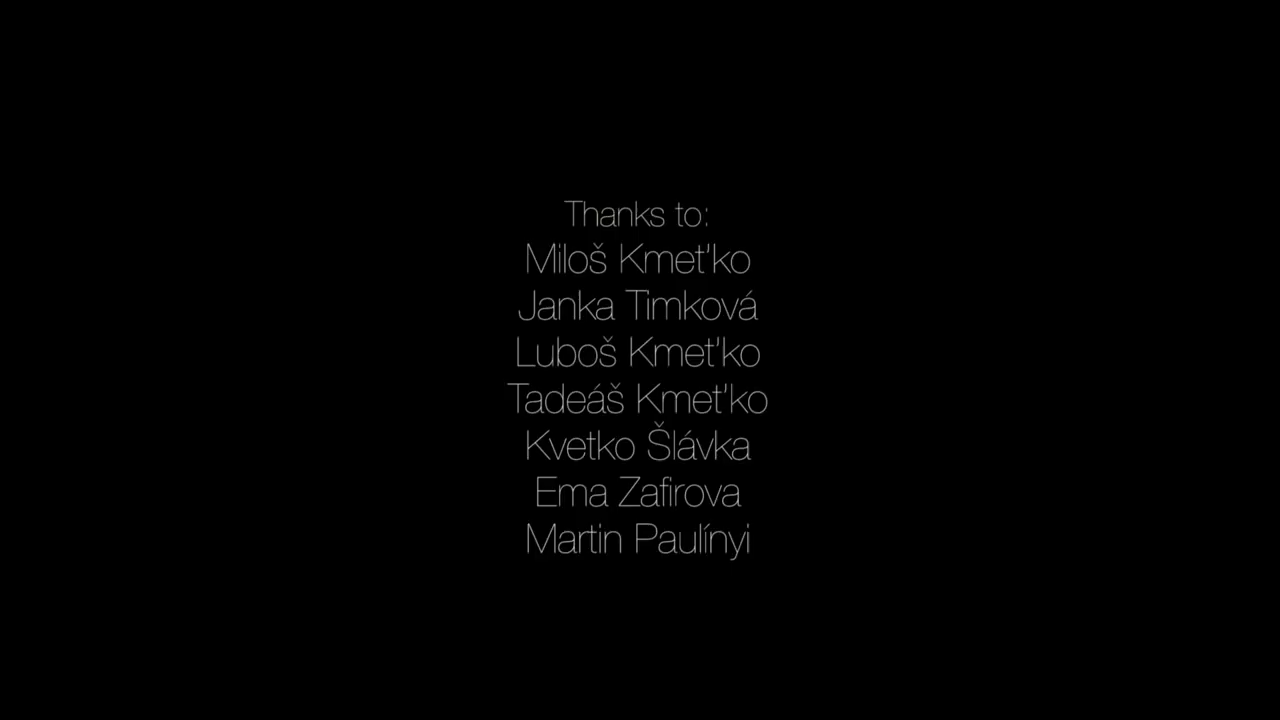 Thanks to:
Miloš Kmeťko
Janka Timková
Luboš Kmeťko
Tadeáš Kmeťko
Kvetko Šlávka
Ema Zafirova
Martin Paulínyi